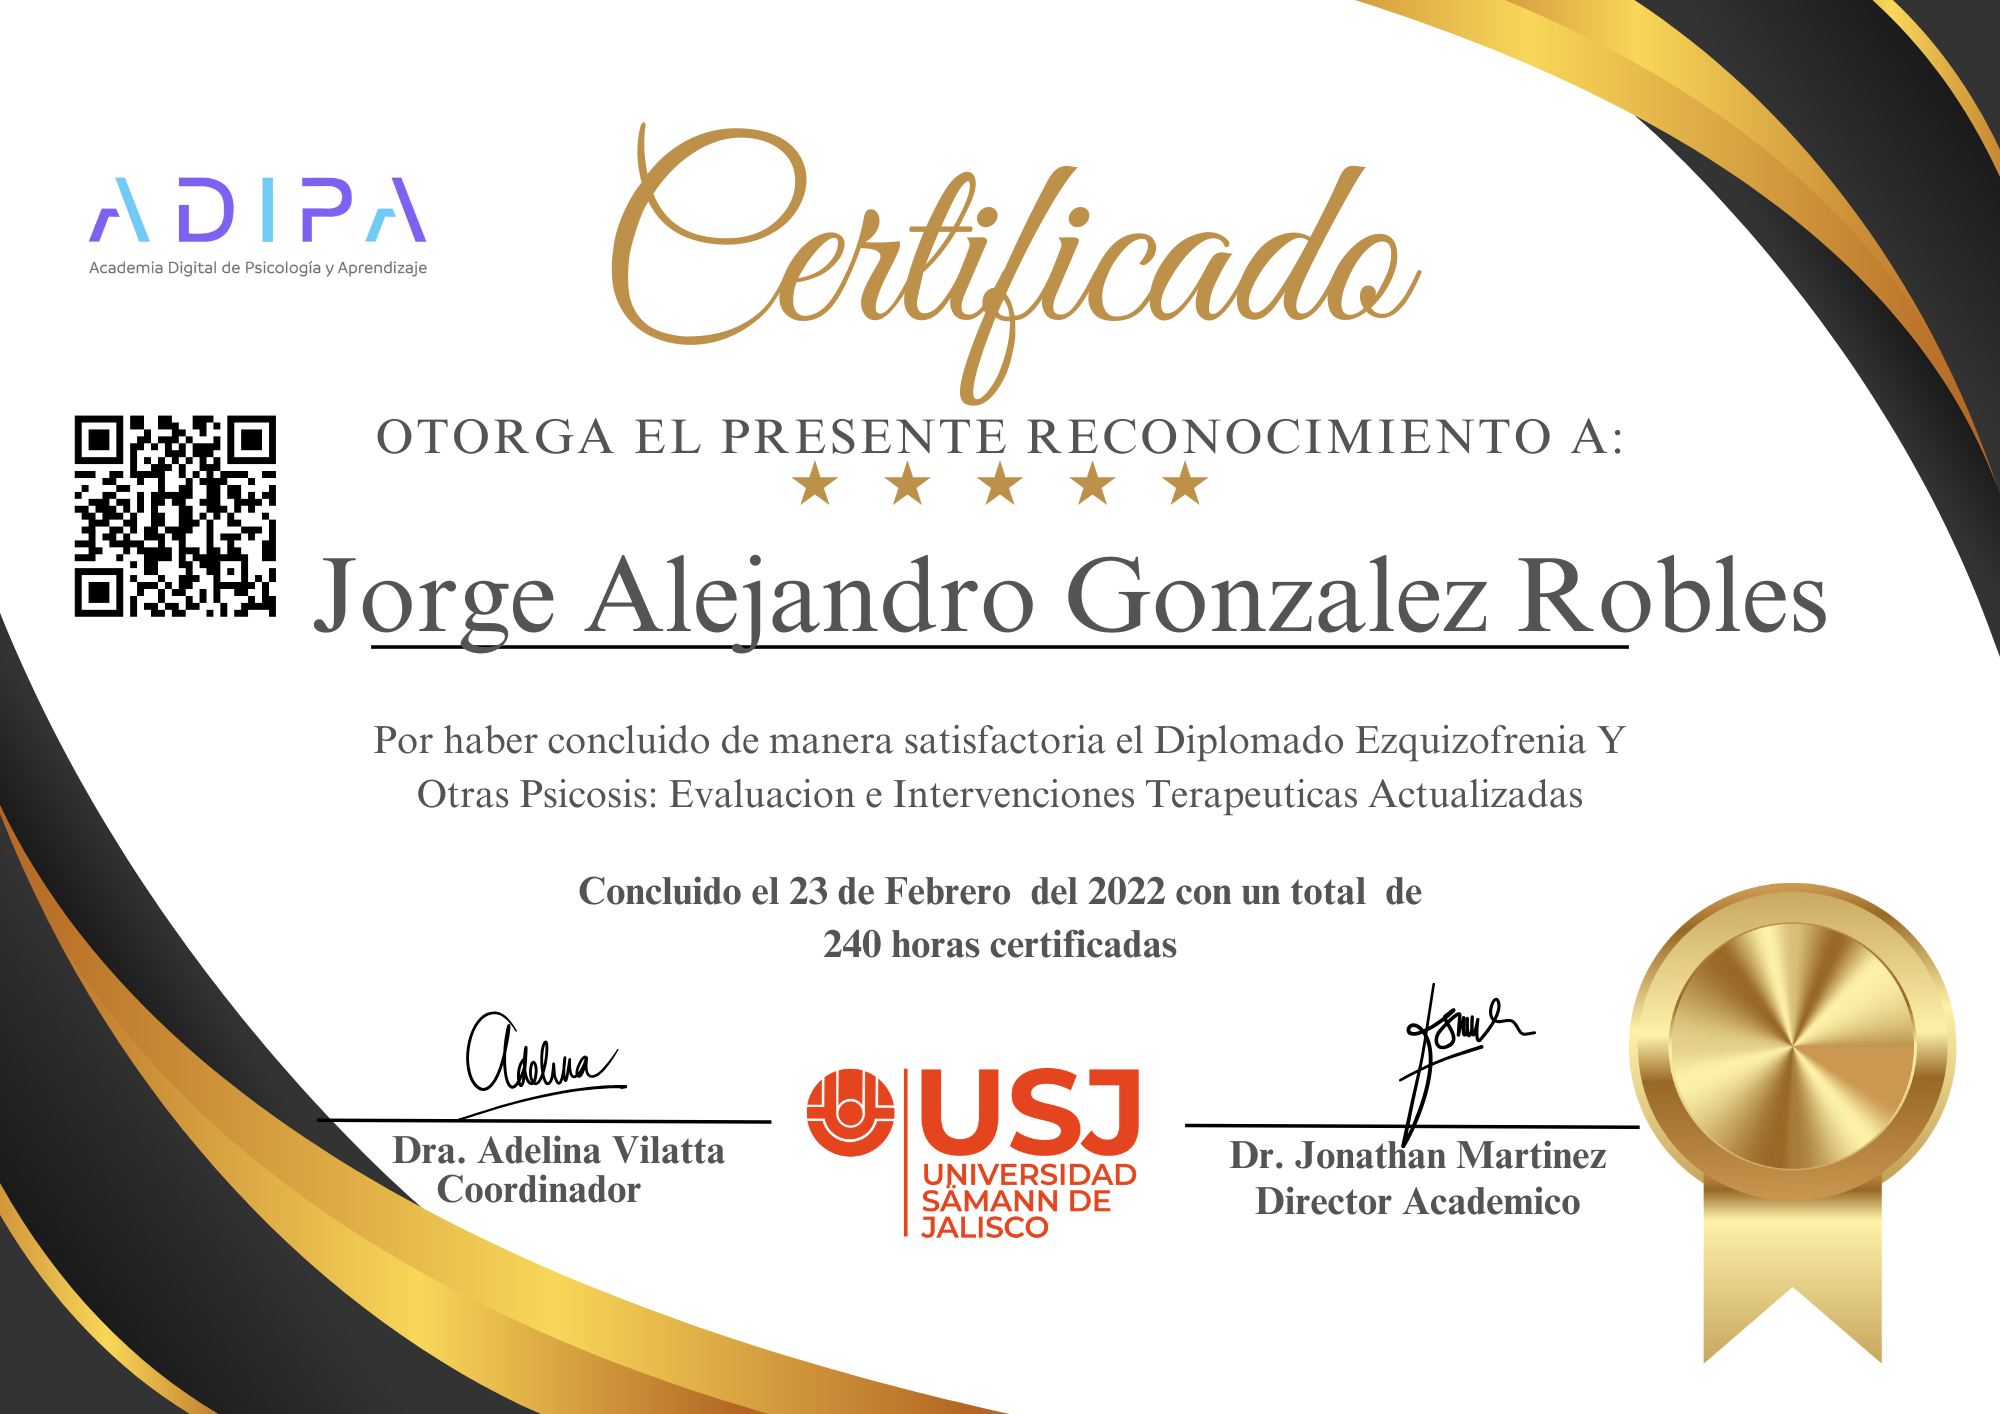 ADIPA
Academia Digital de Psicología y Aprendizaje
Certificado
OTORGA EL PRESENTE RECONOCIMIENTO A:
Jorge Alejandro Gonzalez Robles
Por haber concluido de manera satisfactoria el Diplomado Ezquizofrenia Y
Otras Psicosis: Evaluacion e Intervenciones Terapeuticas Actualizadas
Concluido el 23 de Febrero del 2022 con un total de
240 horas certificadas
Adelina
Dra. Adelina Vilatta
Coordinador
USJ
UNIVERSIDAD
SÄMANN DE
JALISCO
Dr. Jonathan Martinez
Director Academico